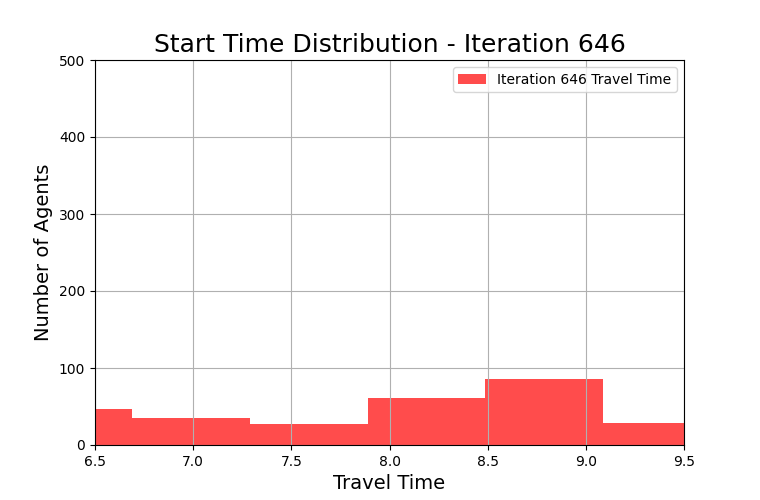 Start Time Distribution - Iteration 646
Iteration 646 Travel Time
Number of Agents
500
400
300
200
100
0
6.5 7.0 7.5 8.0 8.5 9.0 9.5
Travel Time